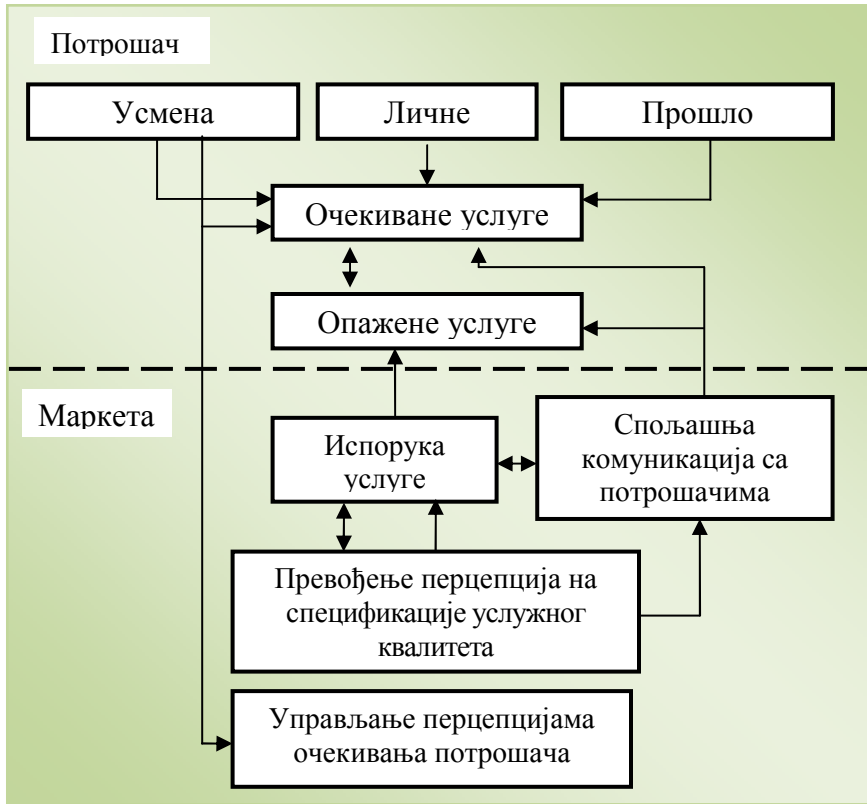 Потрошач
Усмена
Личне
Прошло
Очекиване услуге
Опажене услуге
Маркета
Испорука
услуге
Спољашња
комуникација са
потрошачима
Превођење перцепција на
спецификације услужног
квалитета
Управљање перцепцијама
очекивања потрошача